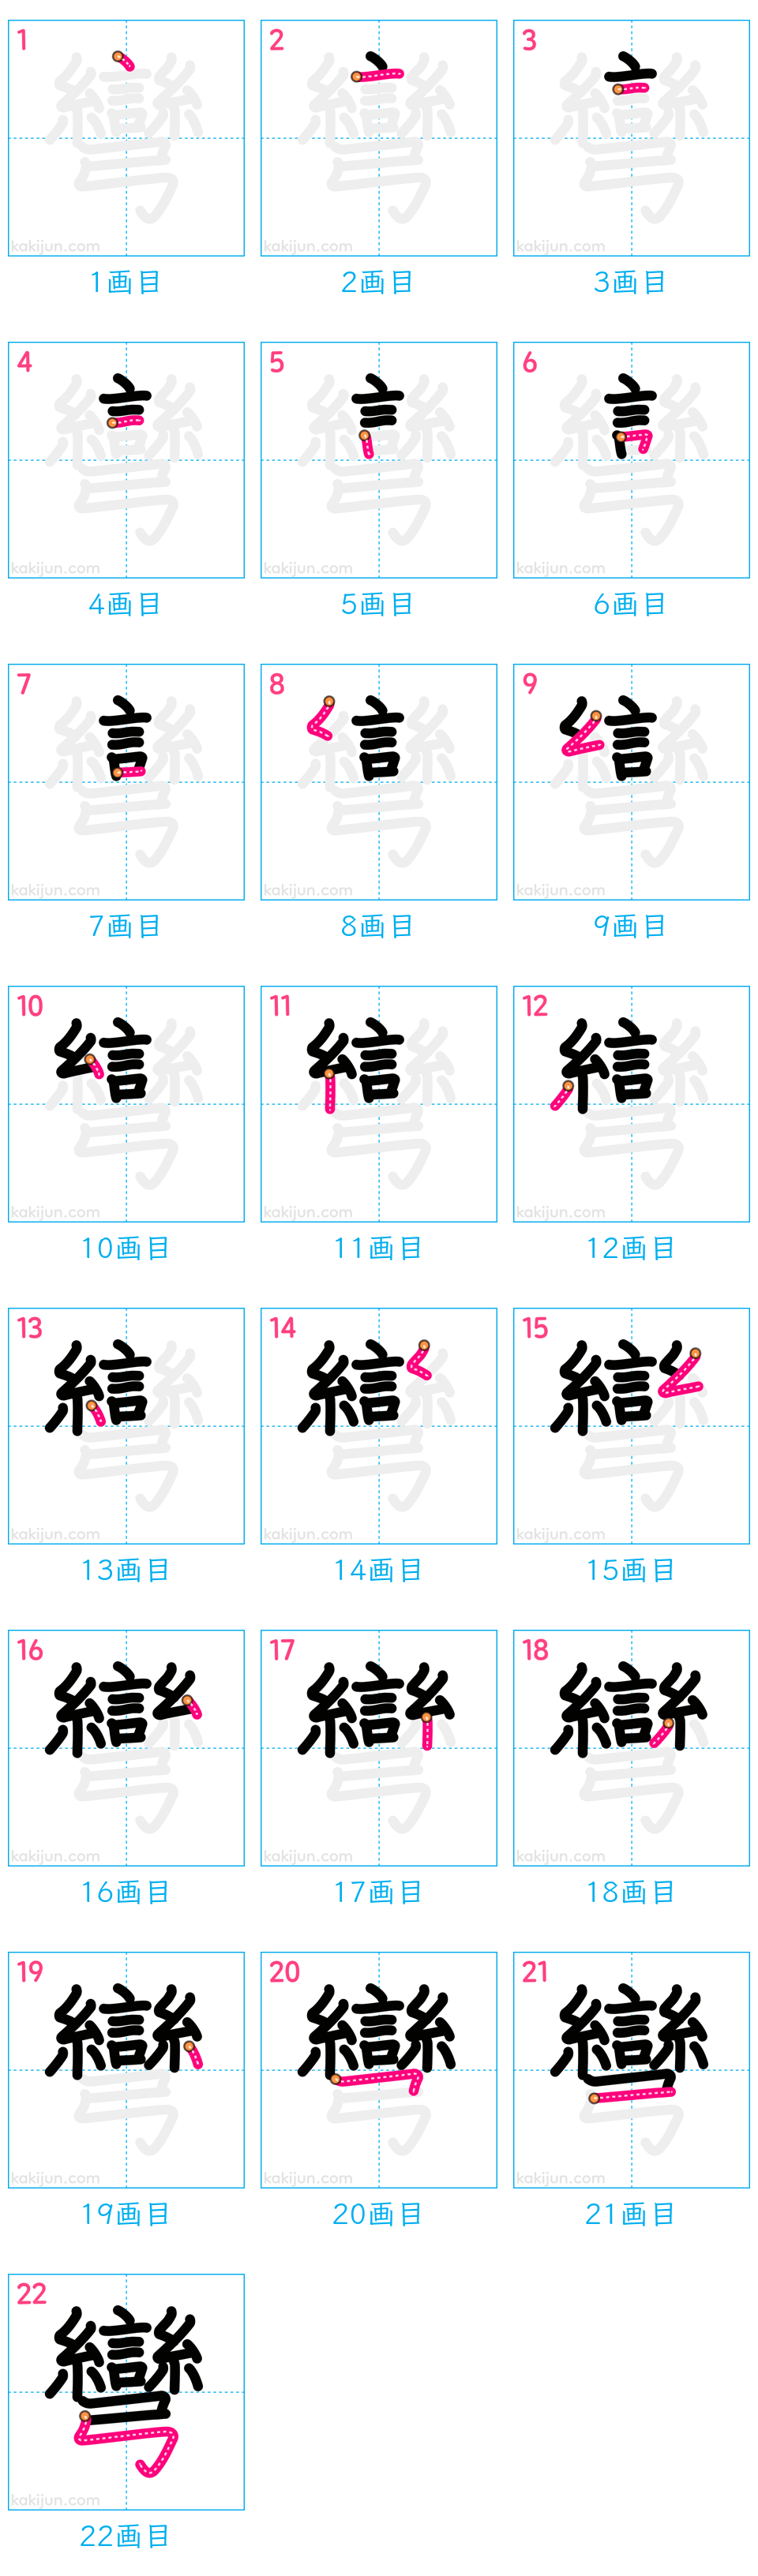 1 2 3
kakijun.com kakijun.com kakijun.com
1画目 2画目 3画目
4 5 6
kakijun.com kakijun.com kakijun.com
4画目 5画目 6画目
7 8 9
kakijun.com kakijun.com kakijun.com
7画目 8画目 9画目
10 11 12
kakijun.com kakijun.com kakijun.com
10画目 11画目 12画目
13 14 15
kakijun.com kakijun.com kakijun.com
13画目 14画目 15画目
16 17 18
kakijun.com kakijun.com kakijun.com
16画目 17画目 18画目
19 20 21
kakijun.com kakijun.com kakijun.com
19画目 20画目 21画目
22
彎
kakijun.com
22画目